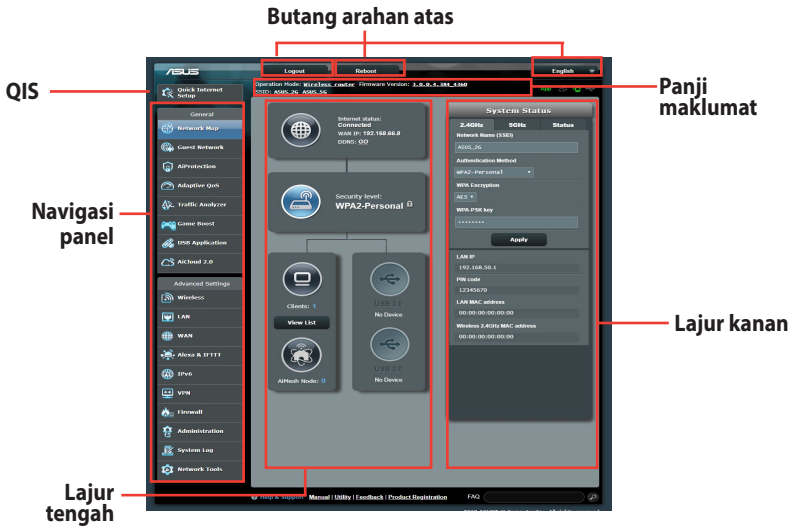 Butang arahan atas
QIS
Panji
maklumat
Navigasi
panel
Lajur kanan
Lajur
tengah
ASUS
Logout
Reboot
English
Quick Internet
Setup
Operation Mode: Wireless router Firmware Version: 3.0.0.4.384_4360
SSID: ASUS_2G ASUS_5G
App
General
Network Map
Guest Network
AiProtection
Adaptive QoS
Traffic Analyzer
Game Boost
USB Application
AiCloud 2.0
Advanced Settings
Wireless
LAN
WAN
Alexa & IFTTT
IPv6
VPN
Firewall
Administration
System Log
Network Tools
Internet status:
Connected
WAN IP: 192.168.66.8
DDNS: GO
Security level:
WPA2-Personal
Clients: 1
View List
AiMesh Node: 0
USB 3.0
No Device
USB 3.0
No Device
System Status
2.4GHz 5GHz Status
Network Name (SSID)
ASUS_2G
Authentication Method
WPA2-Personal
WPA Encryption
AES
WPA-PSK key
••••••••
Apply
LAN IP
192.168.50.1
PIN code
12345670
LAN MAC address
00:00:00:00:00:00
Wireless 2.4GHz MAC address
00:00:00:00:00:00
Help & Support Manual | Utility | Feedback | Product Registration FAQ